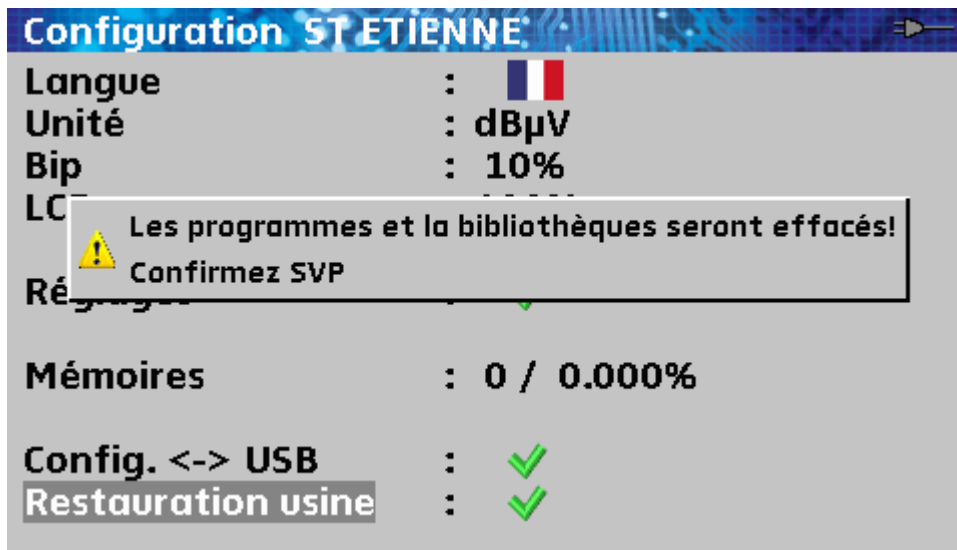 Configuration ST ETIENNE
Langue :
Unité : dBµV
Bip : 10%
Les programmes et la bibliothèques seront effacés!
Confirmez SVP
Mémoires : 0 / 0.000%
Config. <-> USB :
Restauration usine :